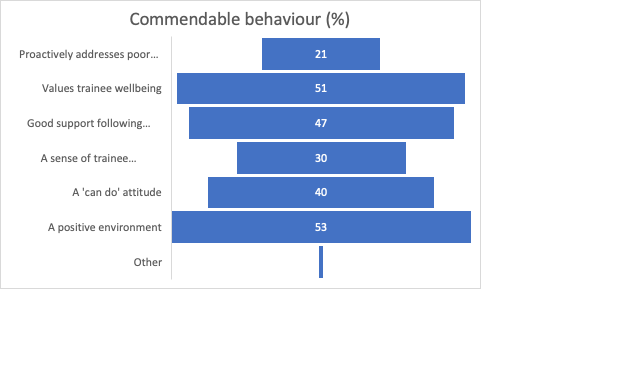 Commendable behaviour (%)
Proactively addresses poor… 21
Values trainee wellbeing 51
Good support following… 47
A sense of trainee… 30
A 'can do' attitude 40
A positive environment 53
Other